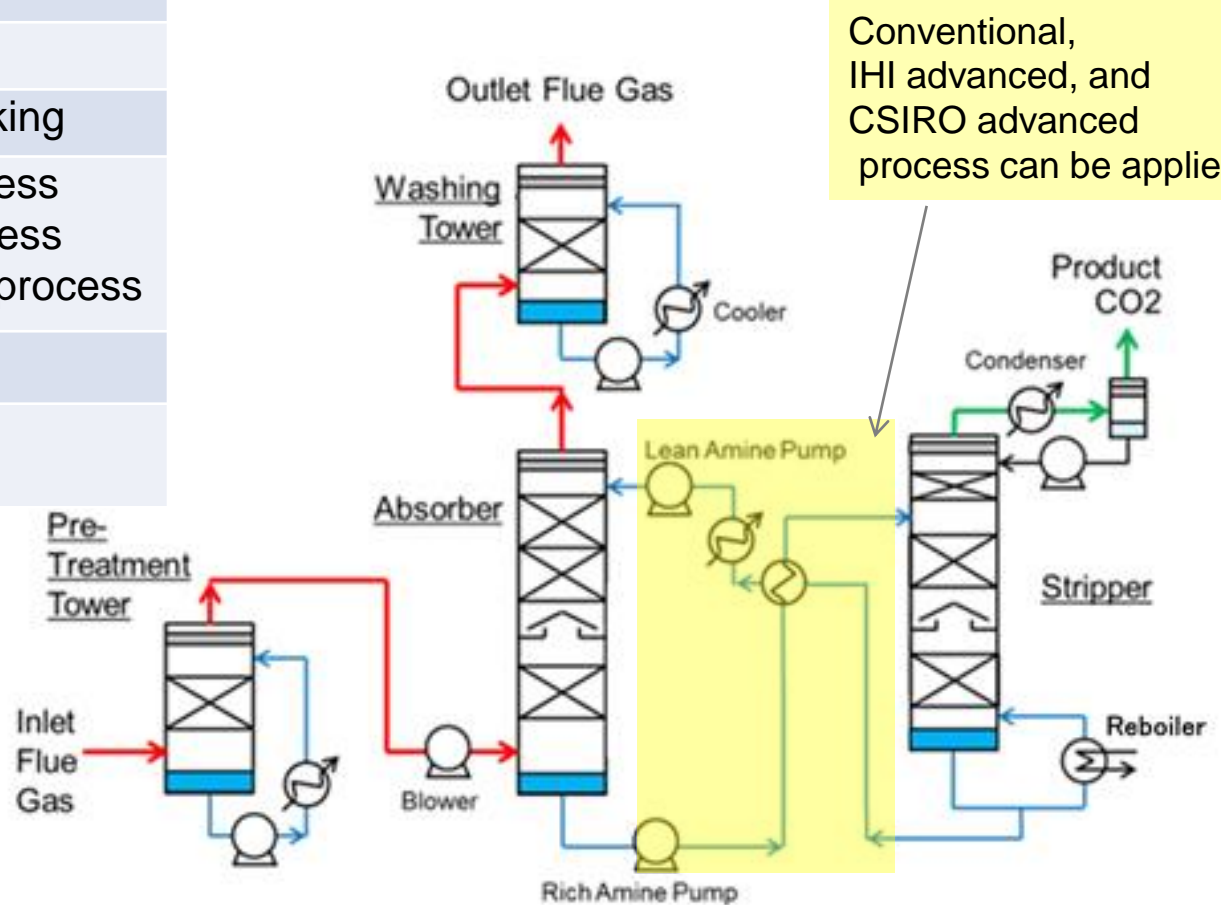 king
ess
ess
process
Conventional,
IHI advanced, and
CSIRO advanced
process can be applie
Outlet Flue Gas
Washing
Tower
Cooler
Product
CO2
Condenser
Lean Amine Pump
Absorber
Pre-
Treatment
Tower
Stripper
Inlet
Flue
Gas
Blower
Reboiler
Rich Amine Pump